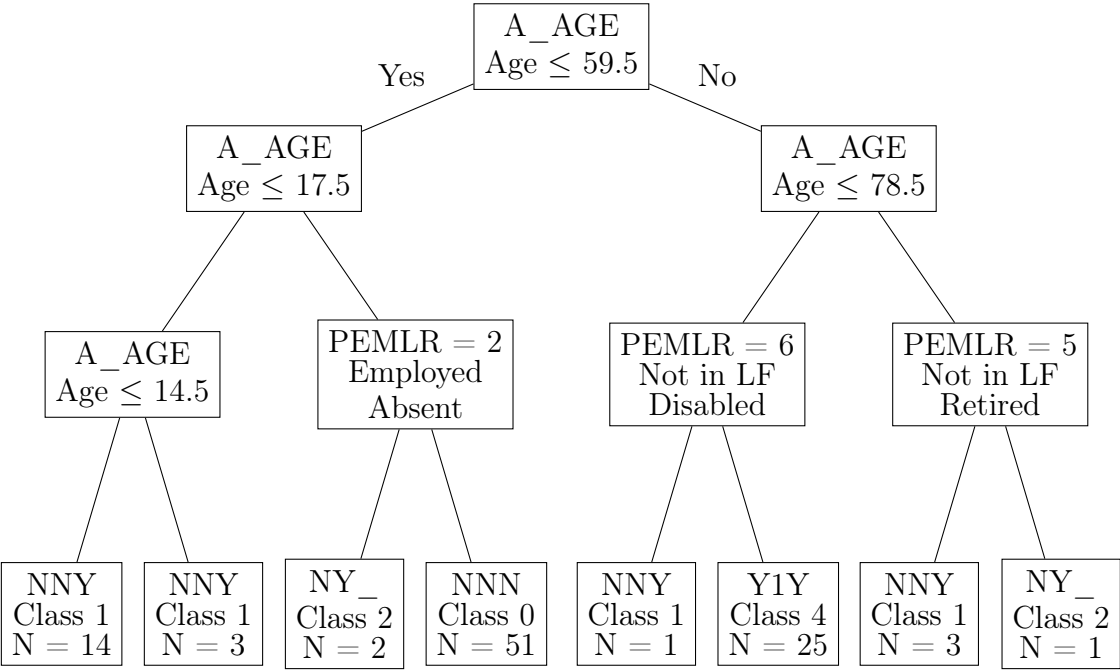 A_AGE
Age ≤ 59.5
Yes
No
A_AGE
Age ≤ 17.5
A_AGE
Age ≤ 78.5
A_AGE
Age ≤ 14.5
PEMLR = 2
Employed
Absent
PEMLR = 6
Not in LF
Disabled
PEMLR = 5
Not in LF
Retired
NNY
Class 1
N = 14
NNY
Class 1
N = 3
NY_
Class 2
N = 2
NNN
Class 0
N = 51
NNY
Class 1
N = 1
Y1Y
Class 4
N = 25
NNY
Class 1
N = 3
NY_
Class 2
N = 1